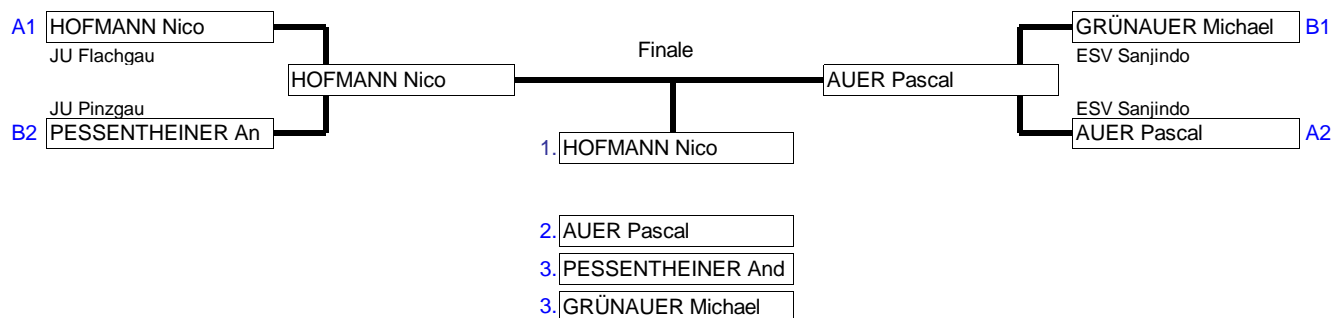 A1 HOFMANN Nico
JU Flachgau
JU Pinzgau
B2 PESSENTHEINER An
HOFMANN Nico
Finale
AUER Pascal
GRÜNAUER Michael B1
ESV Sanjindo
ESV Sanjindo
AUER Pascal A2
1. HOFMANN Nico
2. AUER Pascal
3. PESSENTHEINER And
3. GRÜNAUER Michael